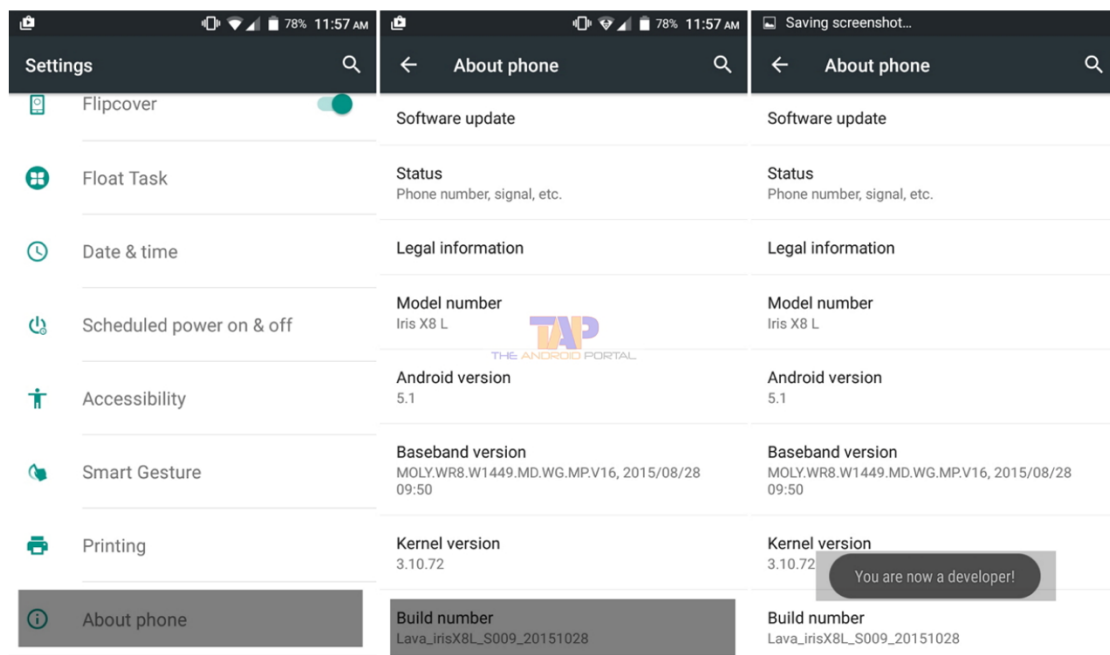 78% 11:57 AM
Settings
Flipcover
Float Task
Date & time
Scheduled power on & off
Accessibility
Smart Gesture
Printing
About phone
78% 11:57 AM
About phone
Software update
Status
Phone number, signal, etc.
Legal information
Model number
Iris X8 L
TAP
THE ANDROID PORTAL
Android version
5.1
Baseband version
MOLY.WR8.W1449.MD.WG.MP.V16, 2015/08/28
09:50
Kernel version
3.10.72
Build number
Lava_irisX8L_S009_20151028
Saving screenshot...
About phone
Software update
Status
Phone number, signal, etc.
Legal information
Model number
Iris X8 L
Android version
5.1
Baseband version
MOLY.WR8.W1449.MD.WG.MP.V16, 2015/08/28
09:50
Kernel version
3.10.72
You are now a developer!
Build number
Lava_irisX8L_S009_20151028